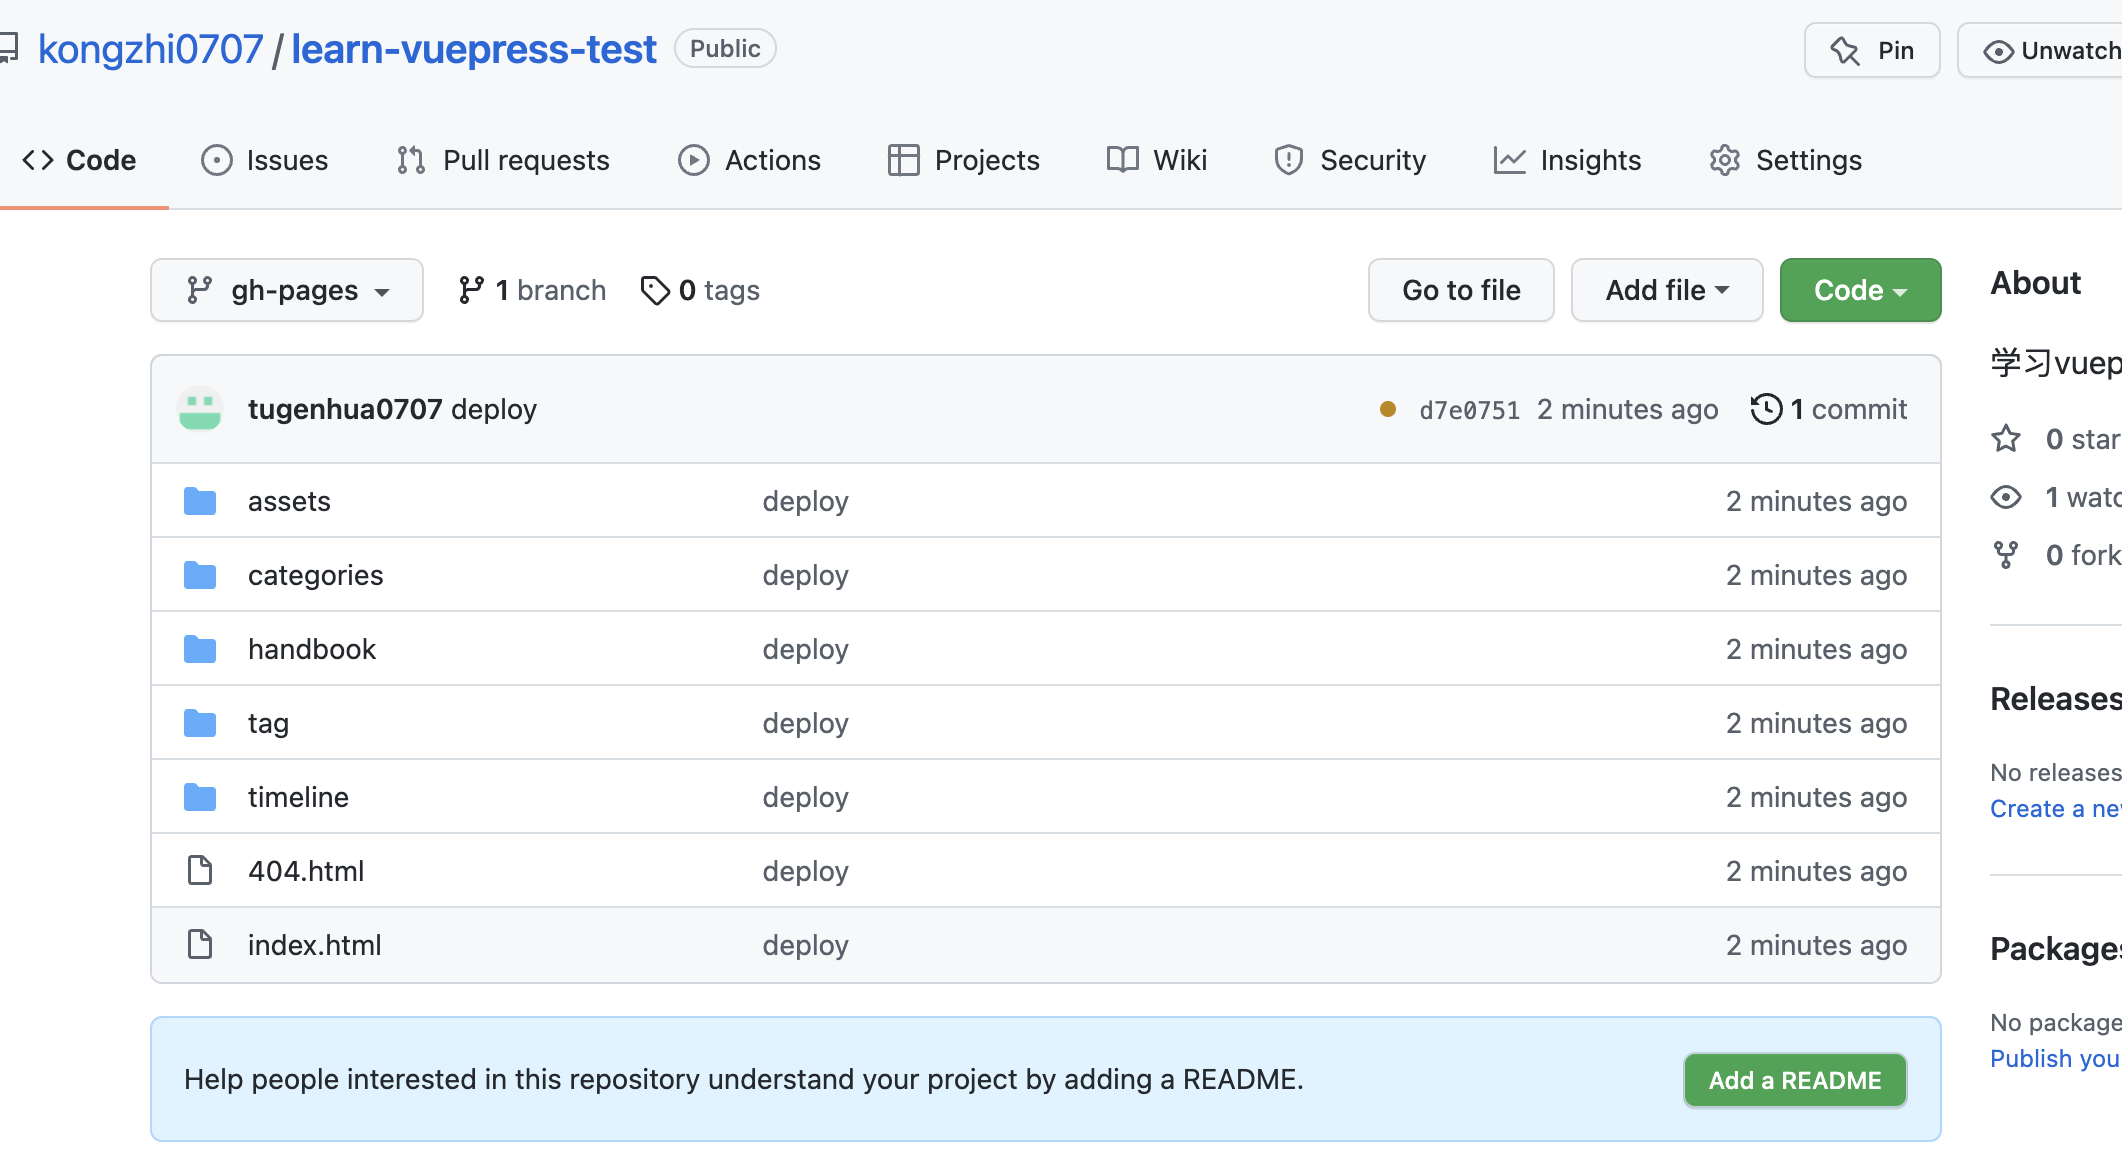 kongzhi0707 / learn-vuepress-test Public Pin Unwatch
Code Issues Pull requests Actions Projects Wiki Security Insights Settings
gh-pages 1 branch 0 tags Go to file Add file Code
About
学习vuep
tugenhua0707 deploy d7e0751 2 minutes ago 1 commit
0 star
1 watc
0 fork
assets deploy 2 minutes ago
categories deploy 2 minutes ago
handbook deploy 2 minutes ago
tag deploy 2 minutes ago
timeline deploy 2 minutes ago
404.html deploy 2 minutes ago
index.html deploy 2 minutes ago
Releases
No releases
Create a new
Packages
No package
Publish you
Help people interested in this repository understand your project by adding a README. Add a README